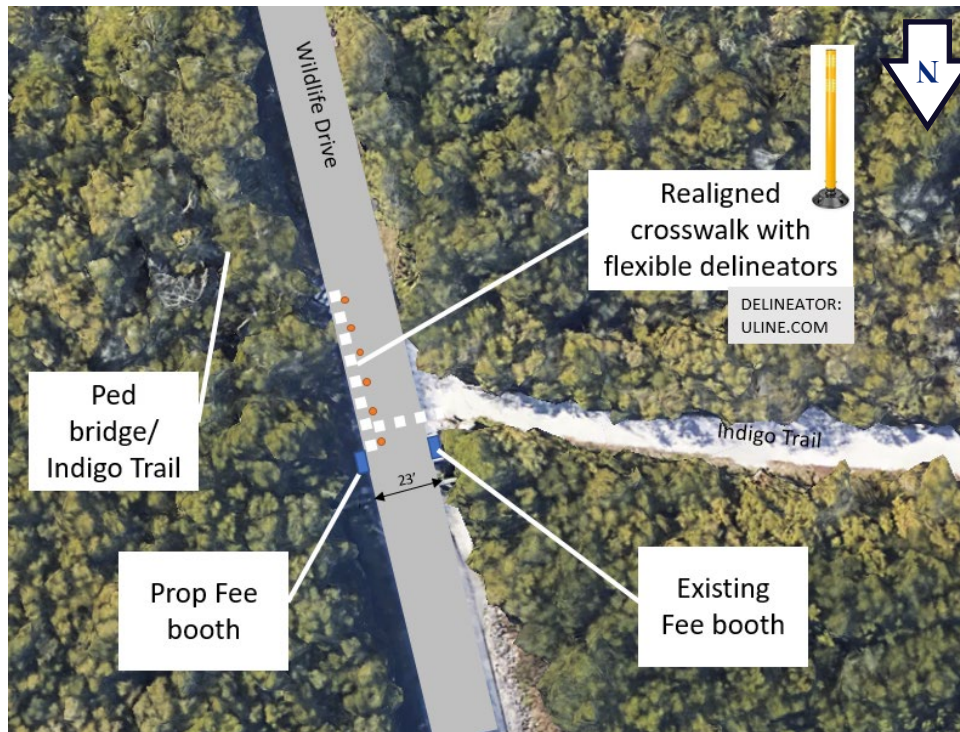 N
Wildlife Drive
Realigned
crosswalk with
flexible delineators
DELINEATOR:
ULINE.COM
Ped
bridge/
Indigo Trail
Indigo Trail
23'
Prop Fee
booth
Existing
Fee booth